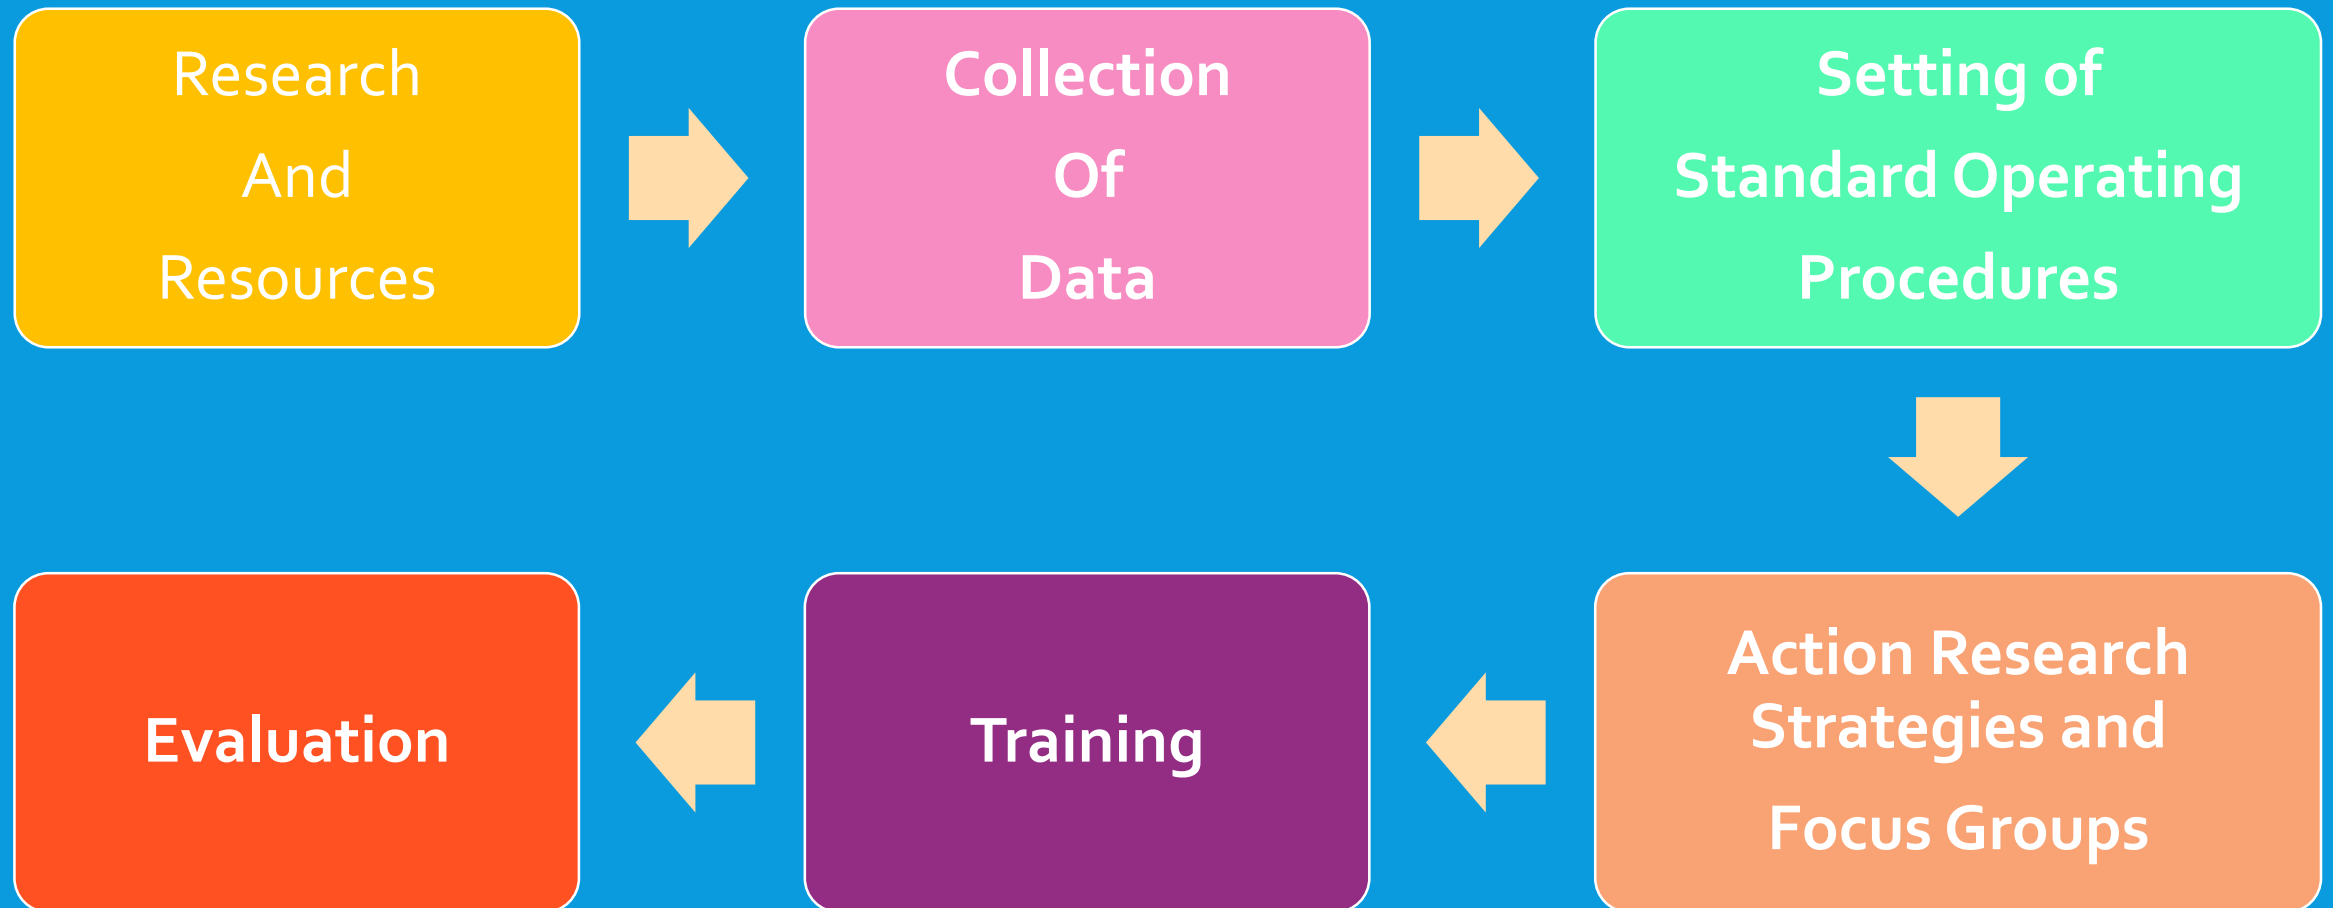 Research
And
Resources
Collection
Of
Data
Setting of
Standard Operating
Procedures
Action Research
Strategies and
Focus Groups
Training
Evaluation